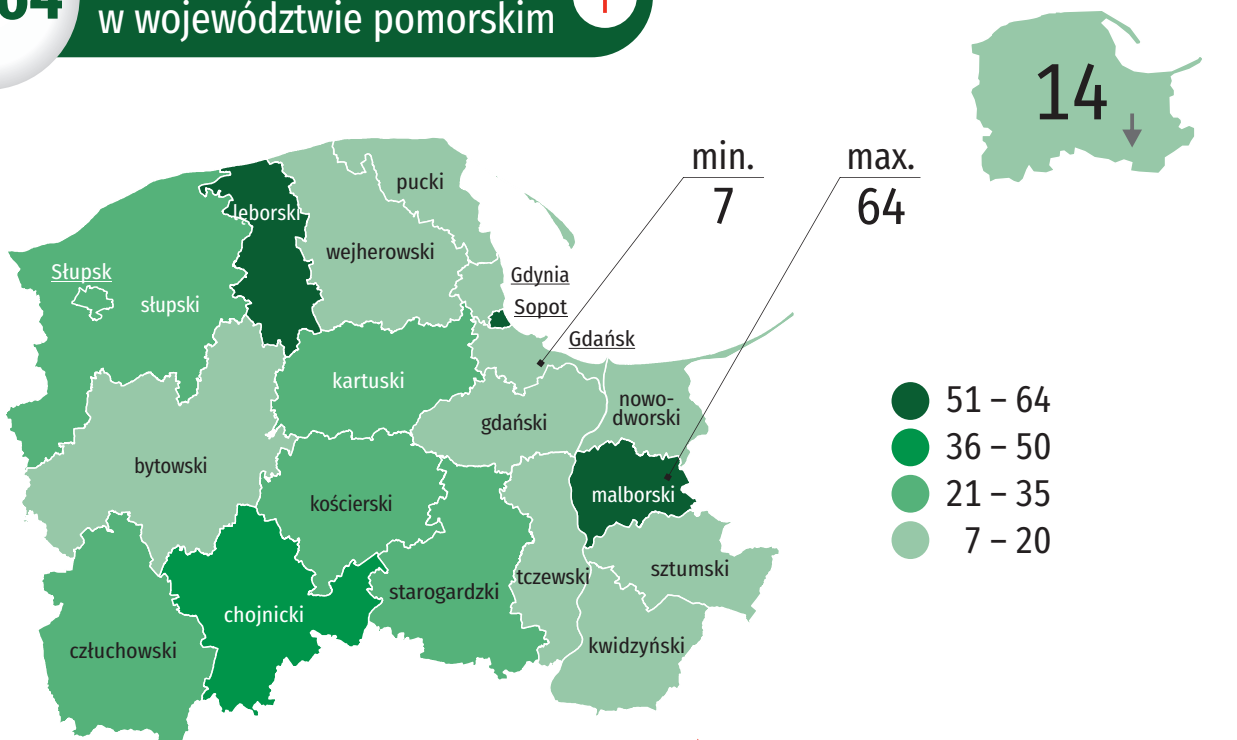 w województwie pomorskim
14
min.
7
max.
64
pucki
lęborski
wejherowski
Gdynia
Słupsk
słupski
Sopot
Gdańsk
kartuski
nowo-
dworski
gdański
bytowski
malborski
kościerski
sztumski
tczewski
starogardzki
chojnicki
kwidzyński
człuchowski
51 – 64
36 – 50
21 – 35
7 – 20